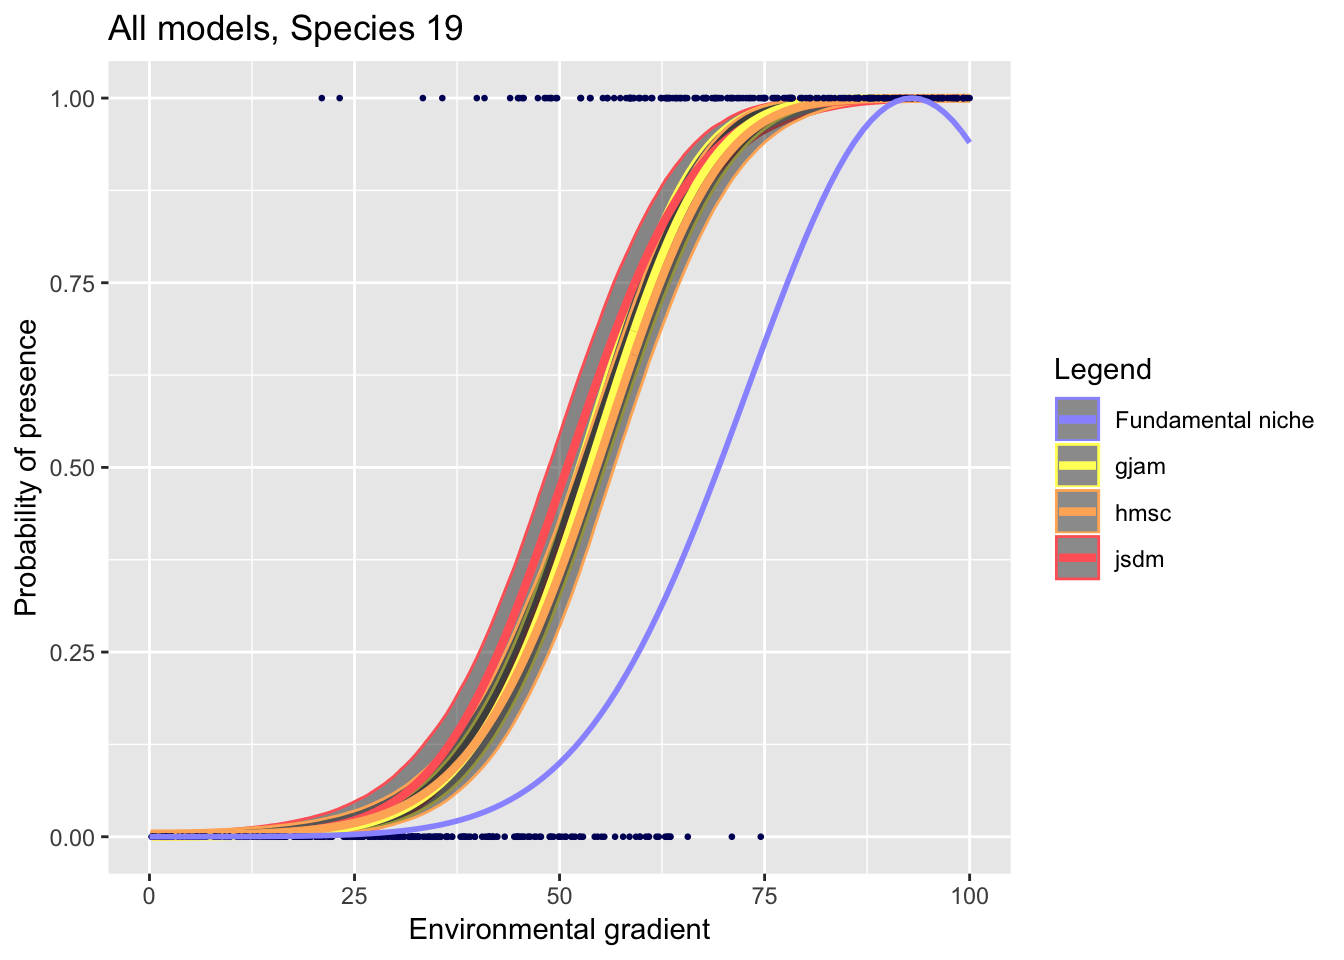 All models, Species 19
Probability of presence
1.00
0.75
0.50
0.25
0.00
0
25
50
75
100
Environmental gradient
Legend
Fundamental niche
gjam
hmsc
jsdm